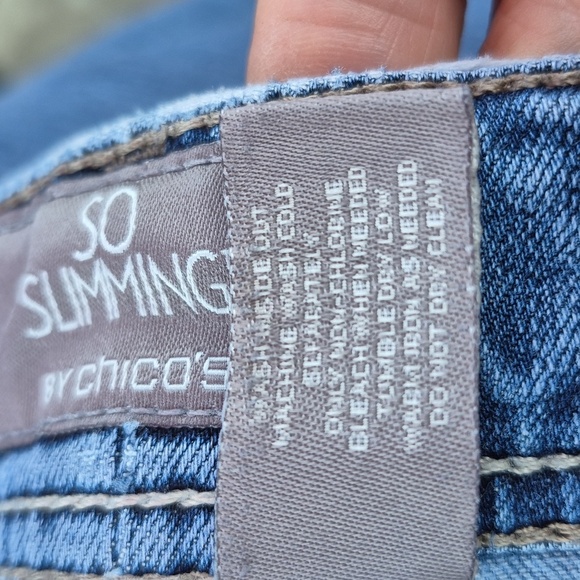 SO
SLIMMING
BY chico's
WASH INSIDE OUT
MACHINE WASH COLD
SEPARTELY
ONLY NON-CHLORINE
BLEACH WHEN NEEDED
TUMBLE DRY LOW
WARM IRON AS NEEDED
DO NOT DRY CLEAN